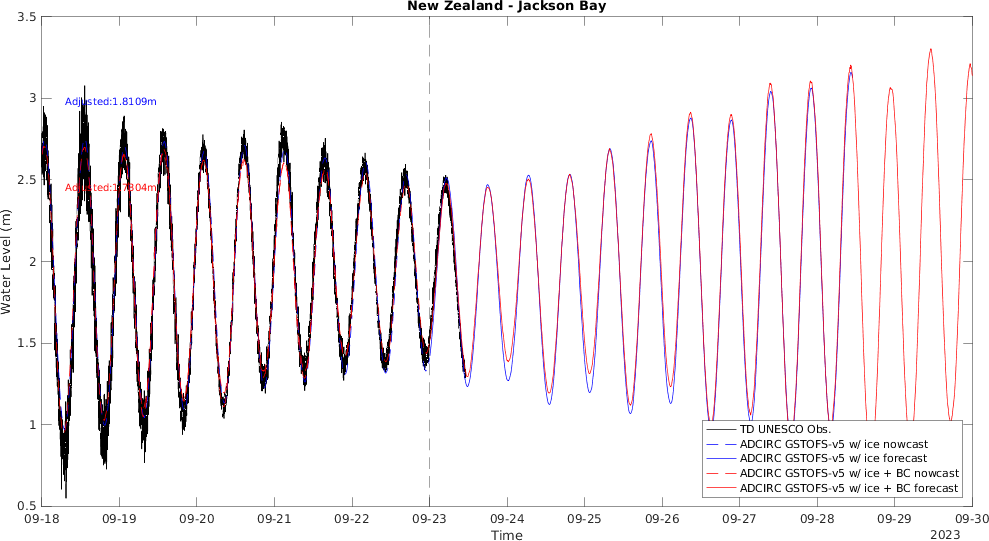 New Zealand - Jackson Bay
3.5
3
2.5
2
1.5
1
0.5
Water Level (m)
Adjusted:1.8109m
Adjusted:1.7304m
TD UNESCO Obs.
ADCIRC GSTOFS-v5 w/ ice nowcast
ADCIRC GSTOFS-v5 w/ ice forecast
ADCIRC GSTOFS-v5 w/ ice + BC nowcast
ADCIRC GSTOFS-v5 w/ ice + BC forecast
09-18 09-19 09-20 09-21 09-22 09-23 09-24 09-25 09-26 09-27 09-28 09-29 09-30
Time 2023